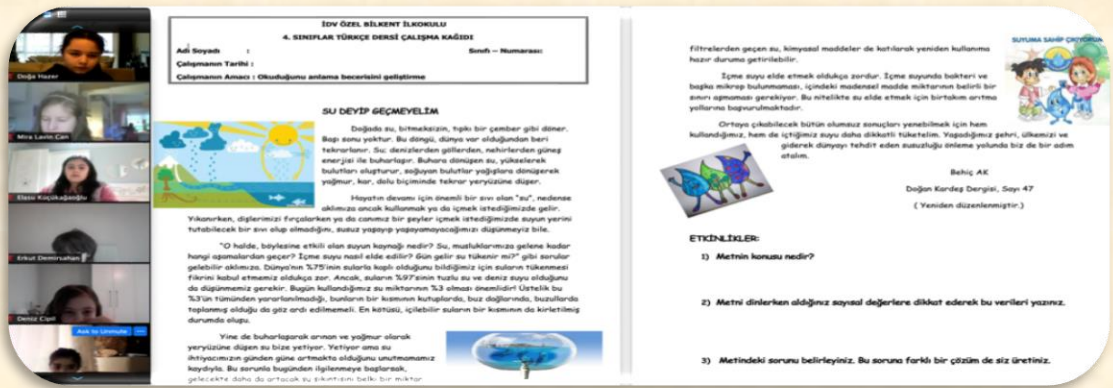 Doğa Hazer
Mira Lavin Can
Elasu Küçükağaoğlu
Erkut Demirsahan
Deniz Cipil
Ask to Unmute
İDV ÖZEL BİLKENT İLKOKULU
4. SINIFLAR TÜRKÇE DERSİ ÇALIŞMA KAĞIDI
Adı Soyadı : Sınıfı – Numarası:
Çalışmanın Tarihi :
Çalışmanın Amacı : Okuduğunu anlama becerisini geliştirme
SU DEYİP GEÇMEYELİM
Doğada su, bitmeksizin, tıpkı bir çember gibi döner.
Başı sonu yoktur. Bu döngü, dünya var olduğundan beri
tekrarlanır. Su; denizlerden göllerden, nehirlerden güneş
enerjisi ile buharlaşır. Buhara dönüşen su, yükselerek
bulutları oluşturur, soğuyan bulutlar yağışlara dönüşerek
yağmur, kar, dolu biçiminde tekrar yeryüzüne düşer.
Hayatın devamı için önemli bir sıvı olan "su", nedense
aklımıza ancak kullanmak ya da içmek istediğimizde gelir.
Yıkanırken, dişlerimizi fırçalarken ya da canımız bir şeyler içmek istediğimizde suyun yerini
tutabilecek bir sıvı olup olmadığını, susuz yaşayıp yaşayamayacağımızı düşünmeyiz bile.
"O halde, böylesine etkili olan suyun kaynağı nedir? Su, musluklarımıza gelene kadar
hangi aşamalardan geçer? İçme suyu nasıl elde edilir? Gün gelir su tükenir mi?" gibi sorular
gelebilir aklımıza. Dünya'nın %75'inin sularla kaplı olduğunu bildiğimiz için suların tükenmesi
fikrini kabul etmemiz oldukça zor. Ancak, suların %97'sinin tuzlu su ve deniz suyu olduğunu
da düşünmemiz gerekir. Bugün kullandığımız su miktarının %3 olması önemlidir! Üstelik bu
%3'ün tümünden yararlanılmadığı, bunların bir kısmının kutuplarda, buz dağlarında, buzullarda
toplanmış olduğu da göz ardı edilmemeli. En kötüsü, içilebilir suların bir kısmının da kirletilmiş
durumda oluşu.
Yine de buharlaşarak arınan ve yağmur olarak
yeryüzüne düşen su bize yetiyor. Yetiyor ama su
ihtiyacımızın günden güne artmakta olduğunu unutmamamız
kaydıyla. Bu sorunla bugünden ilgilenmeye başlarsak,
gelecekte daha da artacak su sıkıntısını belki bir miktar
SUYUMA SAHİP ÇIKIYORUM
filtrelerden geçen su, kimyasal maddeler de katılarak yeniden kullanıma
hazır duruma getirilebilir.
İçme suyu elde etmek oldukça zordur. İçme suyunda bakteri ve
başka mikrop bulunmaması, içindeki madensel madde miktarının belirli bir
sınırı aşmaması gerekiyor. Bu nitelikte su elde etmek için birtakım arıtma
yollarına başvurulmaktadır.
Ortaya çıkabilecek bütün olumsuz sonuçları yenebilmek için hem
kullandığımız, hem de içtiğimiz suyu daha dikkatli tüketelim. Yaşadığımız şehri, ülkemizi ve
giderek dünyayı tehdit eden susuzluğu önleme yolunda biz de bir adım
atalım.
Behiç AK
Doğan Kardeş Dergisi, Sayı 47
( Yeniden düzenlenmiştir.)
ETKİNLİKLER:
1) Metnin konusu nedir?
2) Metni dinlerken aldığınız sayısal değerlere dikkat ederek bu verileri yazınız.
3) Metindeki sorunu belirleyiniz. Bu soruna farklı bir çözüm de siz üretiniz.